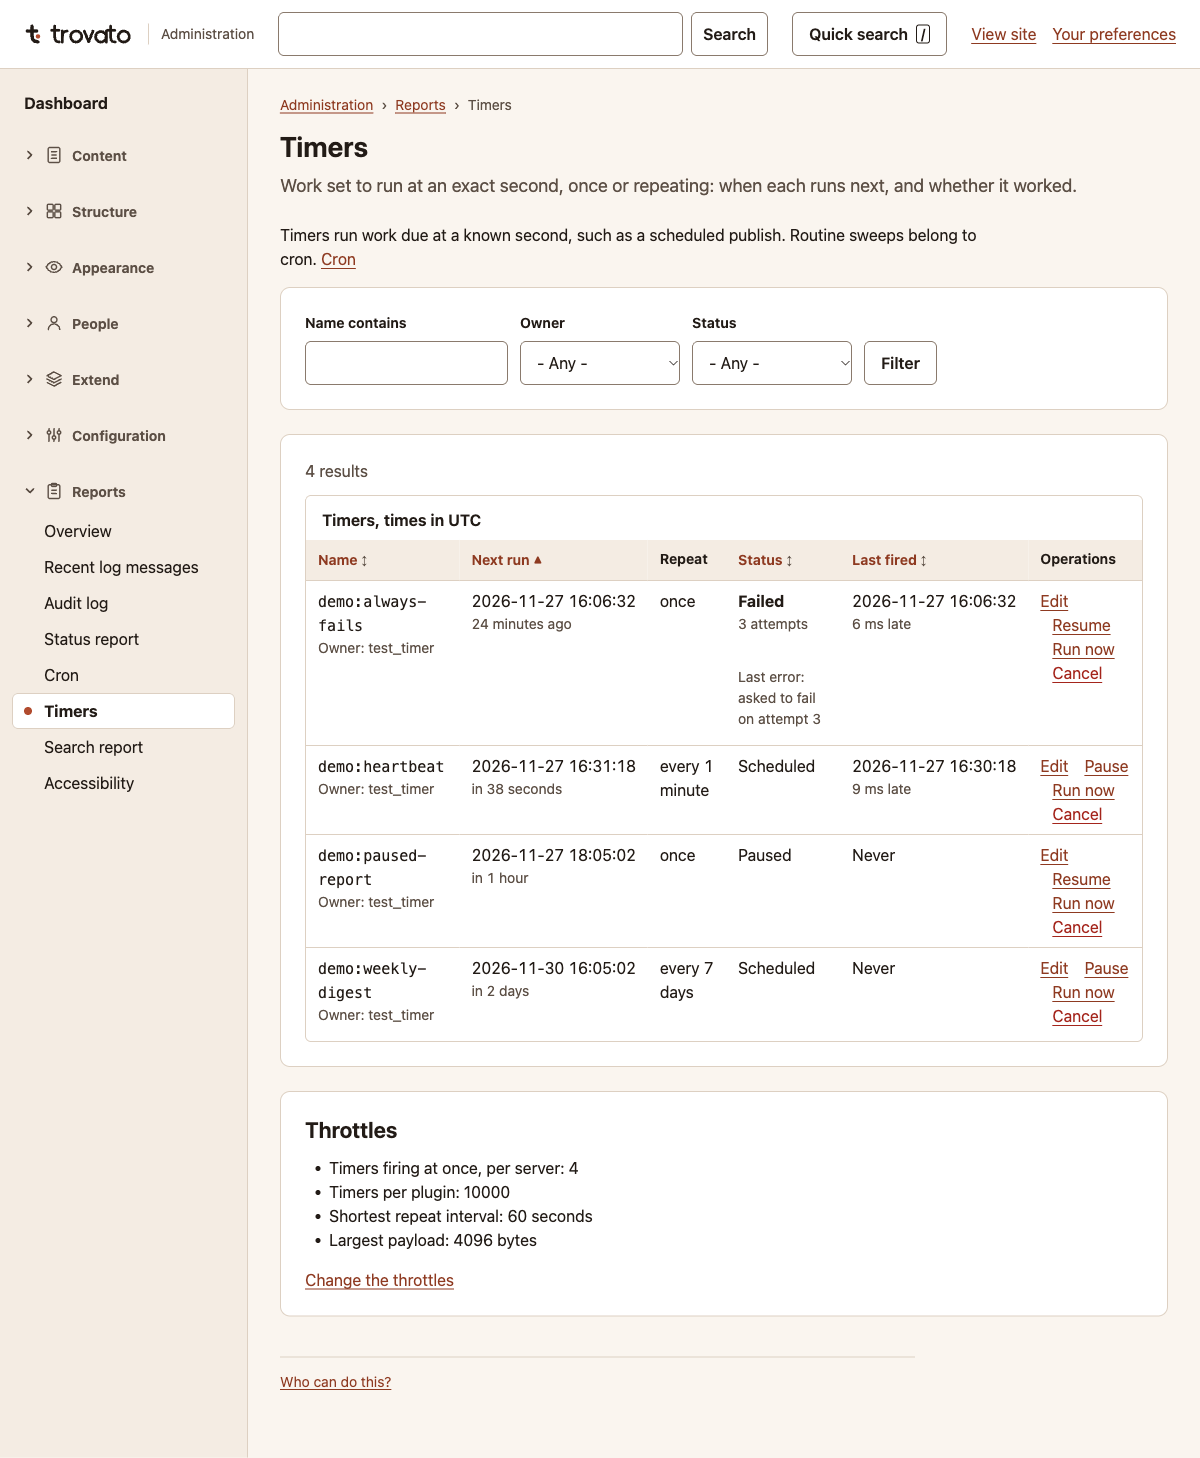 trovato Administration Search Quick search / View site Your preferences
Dashboard
Content
Structure
Appearance
People
Extend
Configuration
Reports
Overview
Recent log messages
Audit log
Status report
Cron
Timers
Search report
Accessibility
Administration › Reports › Timers
Timers
Work set to run at an exact second, once or repeating: when each runs next, and whether it worked.
Timers run work due at a known second, such as a scheduled publish. Routine sweeps belong to
cron. Cron
Name contains Owner Status
- Any - - Any - Filter
4 results
Timers, times in UTC
Name ↕ Next run ▲ Repeat Status ↕ Last fired ↕ Operations
demo:always- 2026-11-27 16:06:32 once Failed 2026-11-27 16:06:32 Edit
fails 24 minutes ago 3 attempts 6 ms late Resume
Owner: test_timer Run now
Last error: Cancel
asked to fail
on attempt 3
demo:heartbeat 2026-11-27 16:31:18 every 1 Scheduled 2026-11-27 16:30:18 Edit Pause
Owner: test_timer in 38 seconds minute 9 ms late Run now
Cancel
demo:paused- 2026-11-27 18:05:02 once Paused Never Edit
report in 1 hour Resume
Owner: test_timer Run now
Cancel
demo:weekly- 2026-11-30 16:05:02 every 7 Scheduled Never Edit Pause
digest in 2 days days Run now
Owner: test_timer Cancel
Throttles
• Timers firing at once, per server: 4
• Timers per plugin: 10000
• Shortest repeat interval: 60 seconds
• Largest payload: 4096 bytes
Change the throttles
Who can do this?